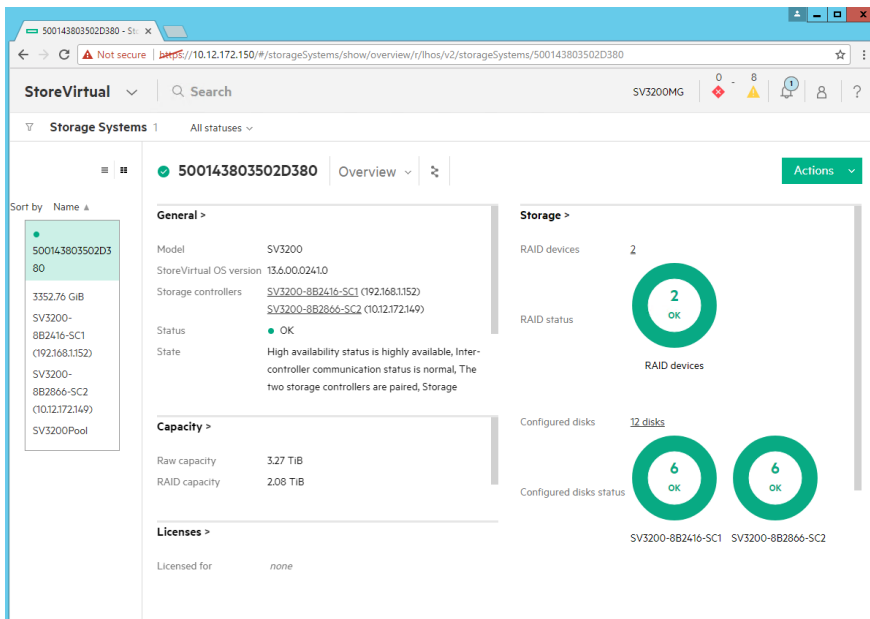 500143803502D380 - Sto
Not secure | https://10.12.172.150/#/storageSystems/show/overview/r/lhos/v2/storageSystems/500143803502D380
StoreVirtual
Search
SV3200MG
0 - 8
1
?
Storage Systems 1 All statuses
500143803502D380
Overview
Actions
Sort by Name
500143803502D3
80
3352.76 GiB
SV3200-
8B2416-SC1
(192.168.1.152)
SV3200-
8B2866-SC2
(10.12.172.149)
SV3200Pool
General >
Model SV3200
StoreVirtual OS version 13.6.00.0241.0
Storage controllers SV3200-8B2416-SC1 (192.168.1.152)
SV3200-8B2866-SC2 (10.12.172.149)
Status OK
State High availability status is highly available, Inter-
controller communication status is normal, The
two storage controllers are paired, Storage
Capacity >
Raw capacity 3.27 TiB
RAID capacity 2.08 TiB
Licenses >
Licensed for none
Storage >
RAID devices 2
RAID status
2
OK
RAID devices
Configured disks 12 disks
Configured disks status
6
OK
6
OK
SV3200-8B2416-SC1 SV3200-8B2866-SC2